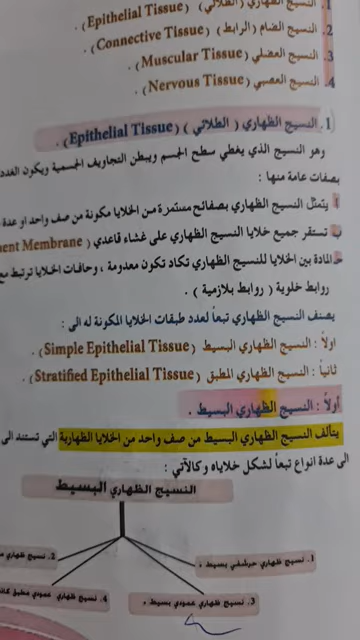 1. النسيج الظهاري (الطلائي) (Epithelial Tissue) .
2. النسيج الضام (الرابط) (Connective Tissue) .
3. النسيج العضلي (Muscular Tissue) .
4. النسيج العصبي (Nervous Tissue) .
1. النسيج الظهاري ( الطلائي ) (Epithelial Tissue) .
وهو النسيج الذي يغطي سطح الجسم ويبطن التجاويف الجسمية ويكون الغدد
بصفات عامة منها :
يتمثل النسيج الظهاري بصفائح مستمرة من الخلايا مكونة من صف واحد او عدة
تستقر جميع خلايا النسيج الظهاري على غشاء قاعدي (ent Membrane
المادة بين الخلايا للنسيج الظهاري تكاد تكون معدومة ، وحافات الخلايا ترتبط مع
روابط خلوية ( روابط بلازمية ) .
يصنف النسيج الظهاري تبعاً لعدد طبقات الخلايا المكونة له الى :
اولاً : النسيج الظهاري البسيط (Simple Epithelial Tissue) .
ثانياً : النسيج الظهاري المطبق (Stratified Epithelial Tissue) .
أولاً : النسيج الظهاري البسيط .
يتألف النسيج الظهاري البسيط من صف واحد من الخلايا الظهارية التي تستند الى
الى عدة انواع تبعاً لشكل خلاياه وكالآتي :
النسيج الظهاري البسيط
1. نسيج ظهاري حرشفي بسيط .
2. نسيج ظهاري
3. نسيج ظهاري عمودي بسيط .
4. نسيج ظهاري عمودي مطبق كاذب